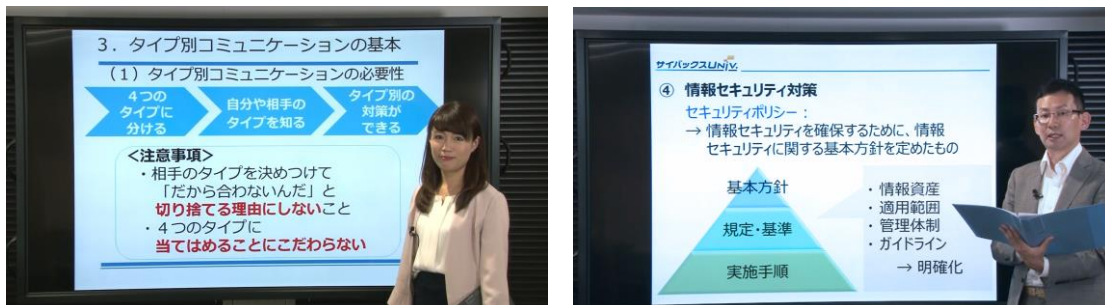 3．タイプ別コミュニケーションの基本
（1）タイプ別コミュニケーションの必要性
4つの
タイプに
分ける
自分や相手の
タイプを知る
タイプ別の
対策が
できる
＜注意事項＞
・相手のタイプを決めつけて
「だから合わないんだ」と
切り捨てる理由にしないこと
・4つのタイプに
当てはめることにこだわらない
サイバックスUniv.
④ 情報セキュリティ対策
セキュリティポリシー：
→ 情報セキュリティを確保するために、情報
セキュリティに関する基本方針を定めたもの
基本方針
規定・基準
実施手順
・情報資産
・適用範囲
・管理体制
・ガイドライン
→ 明確化